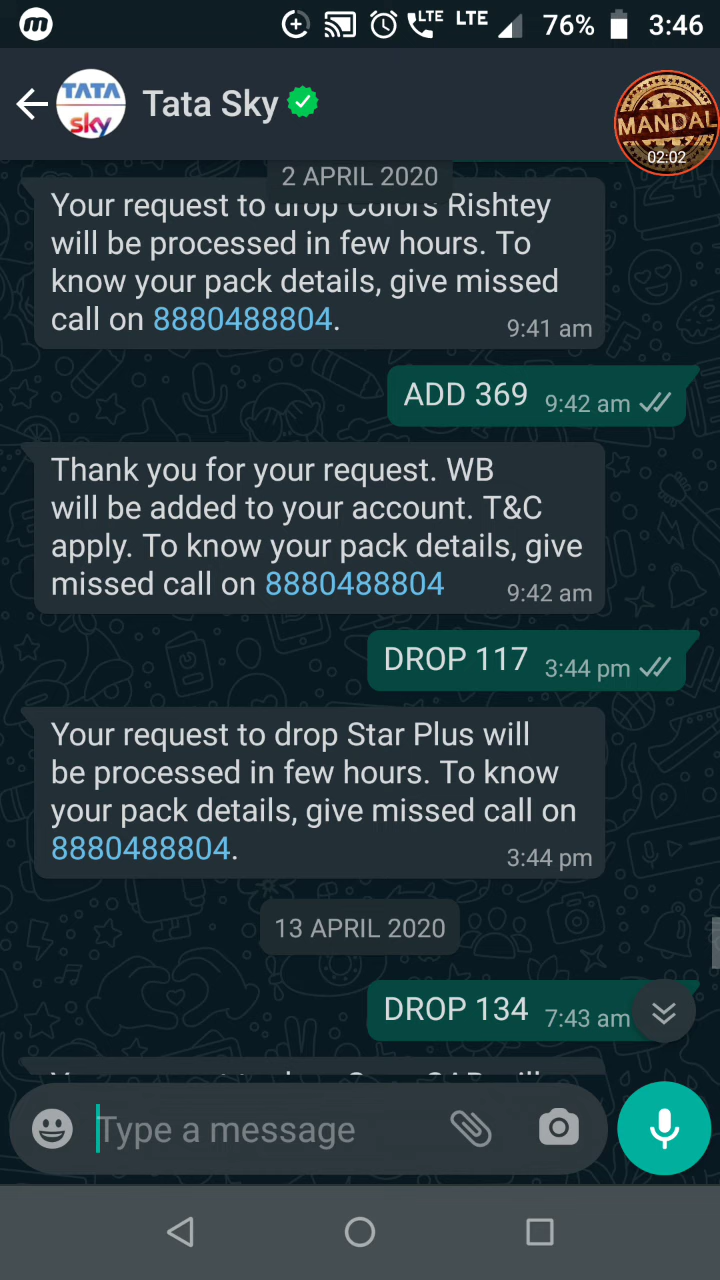 m
LTE LTE 76% 3:46
TATA
sky
Tata Sky
MANDAL
02:02
2 APRIL 2020
Your request to drop Colors Rishtey
will be processed in few hours. To
know your pack details, give missed
call on 8880488804.
9:41 am
ADD 369 9:42 am
Thank you for your request. WB
will be added to your account. T&C
apply. To know your pack details, give
missed call on 8880488804
9:42 am
DROP 117 3:44 pm
Your request to drop Star Plus will
be processed in few hours. To know
your pack details, give missed call on
8880488804.
3:44 pm
13 APRIL 2020
DROP 134 7:43 am
Type a message